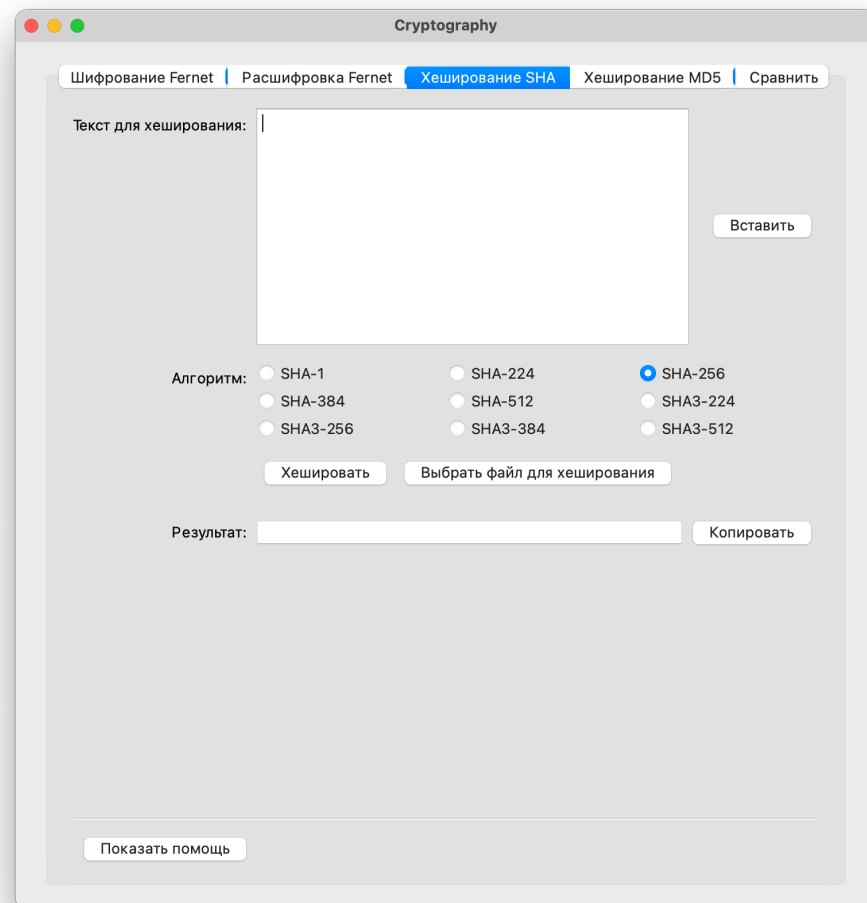 Cryptography
Шифрование Fernet Расшифровка Fernet Хеширование SHA Хеширование MD5 Сравнить
Текст для хеширования:
Вставить
Алгоритм: SHA-1 SHA-224 SHA-256
SHA-384 SHA-512 SHA3-224
SHA3-256 SHA3-384 SHA3-512
Хешировать Выбрать файл для хеширования
Результат: Копировать
Показать помощь